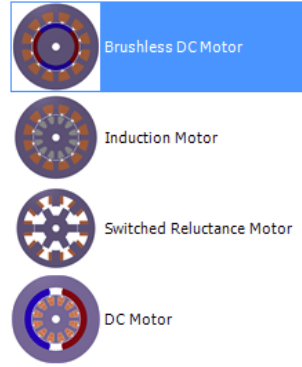 Brushless DC Motor
Induction Motor
Switched Reluctance Motor
DC Motor